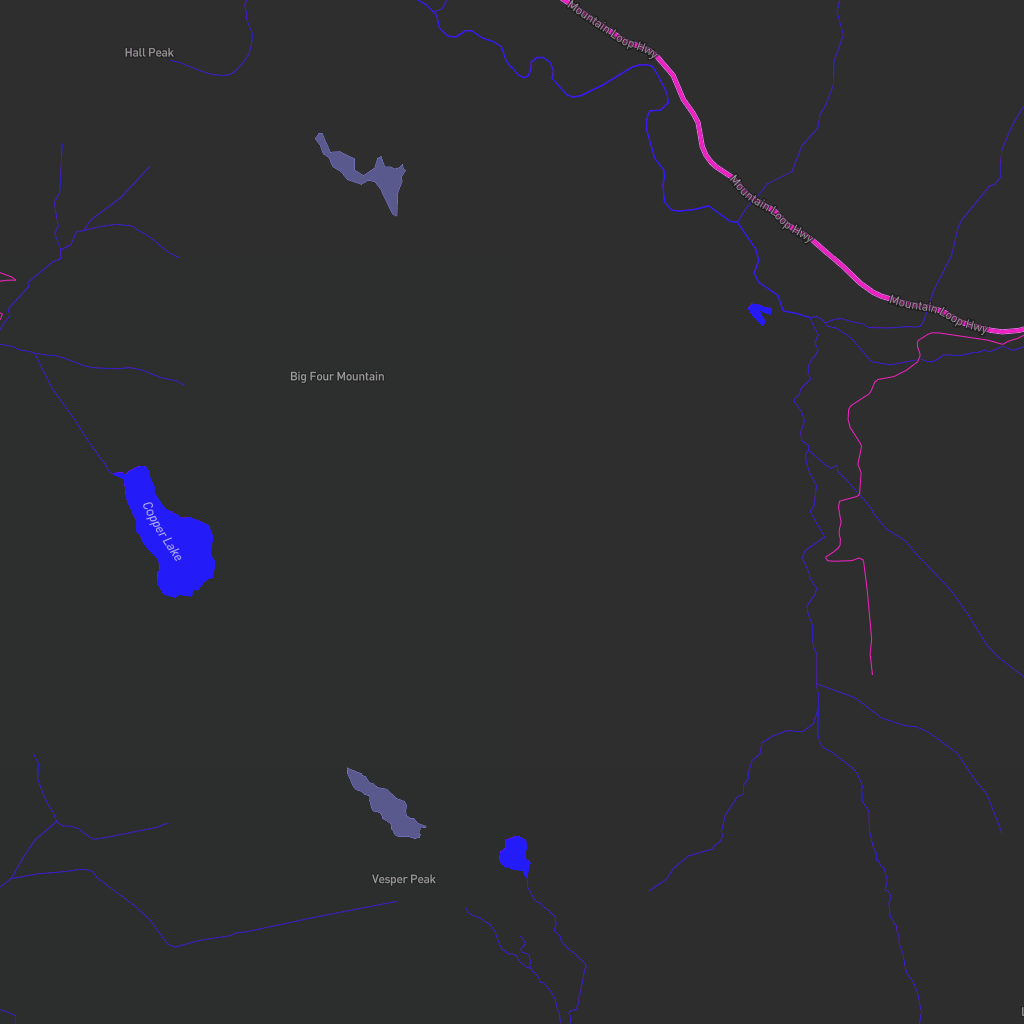 Mountain Loop Hwy
Hall Peak
Mountain Loop Hwy
Mountain Loop Hwy
Big Four Mountain
Copper Lake
Vesper Peak